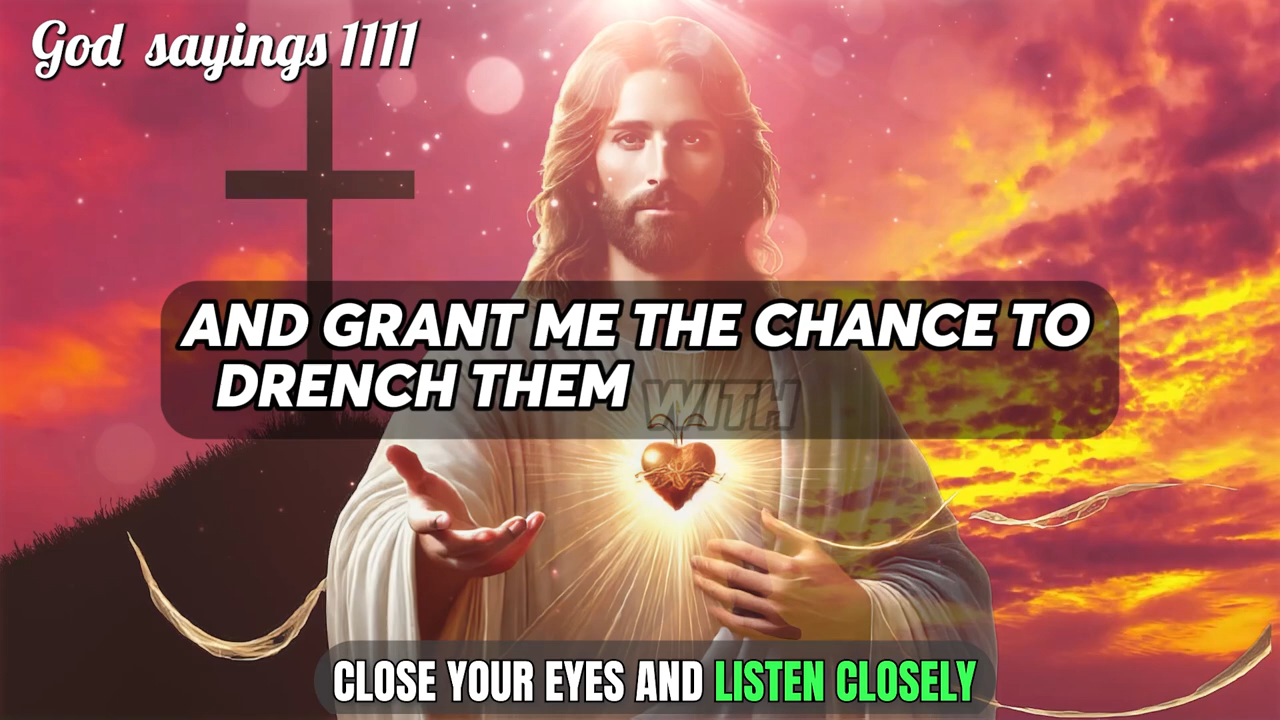 God sayings 1111
AND GRANT ME THE CHANCE TO
DRENCH THEM WITH
CLOSE YOUR EYES AND LISTEN CLOSELY